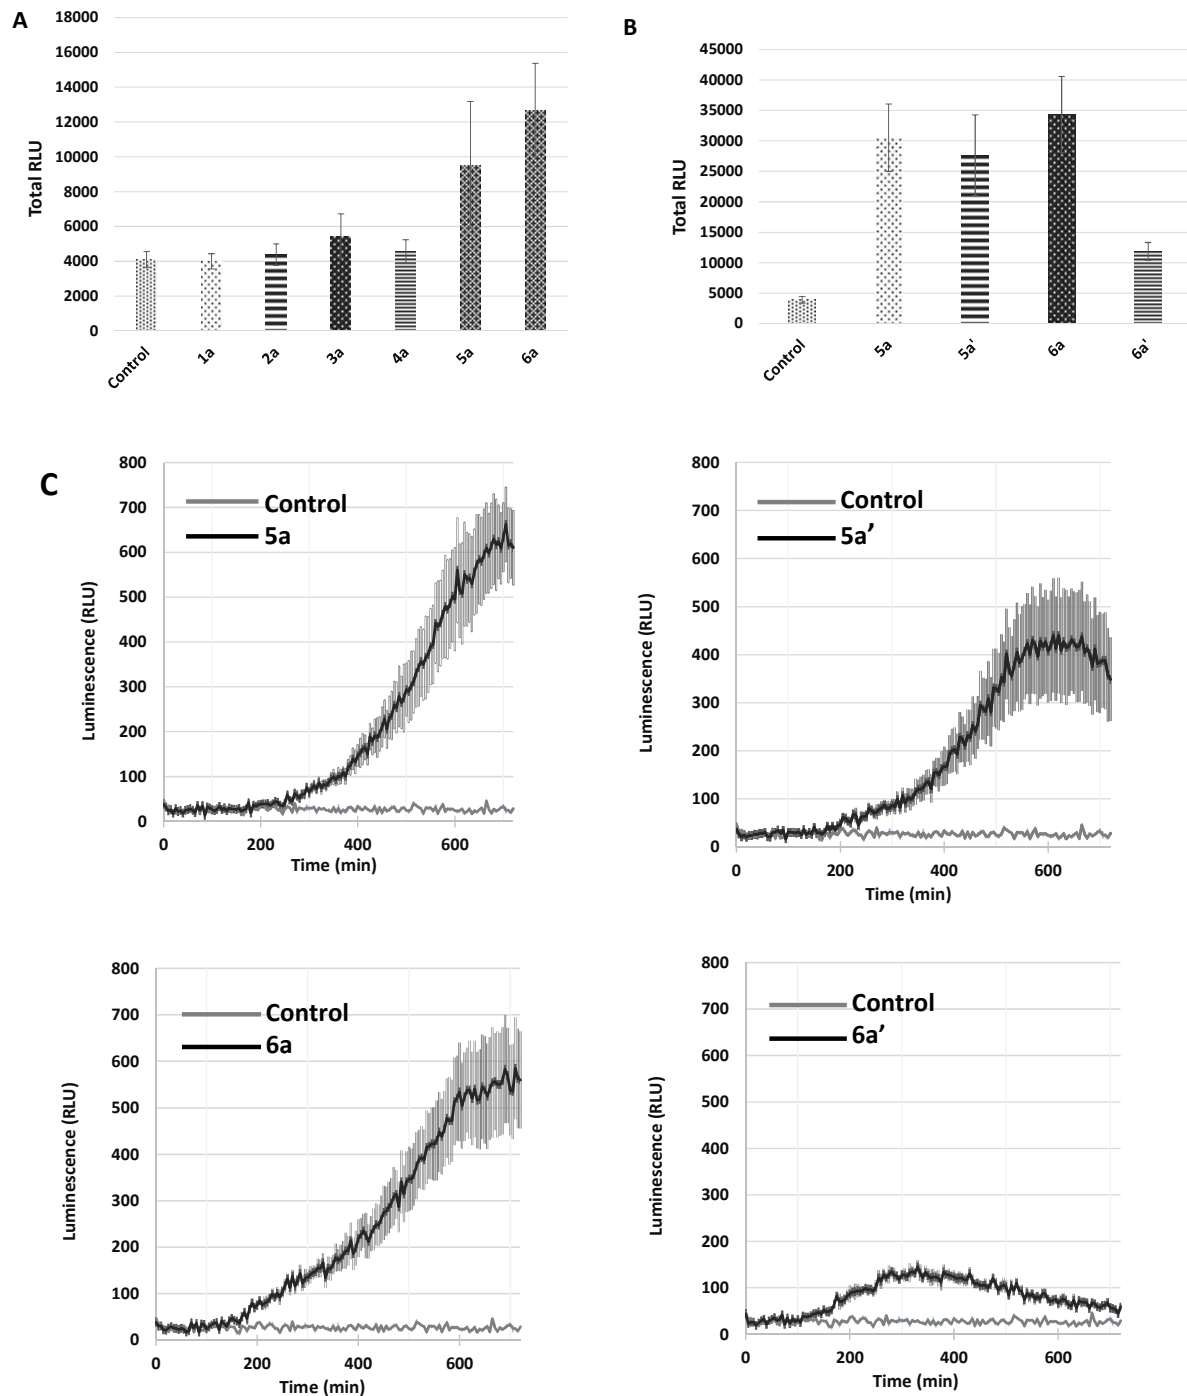 A
18000
16000
14000
12000
10000
8000
6000
4000
2000
0
Total RLU
Control
1a
2a
3a
4a
5a
6a
B
45000
40000
35000
30000
25000
20000
15000
10000
5000
0
Total RLU
Control
5a
5a'
6a
6a'
C
800
700
600
500
400
300
200
100
0
Luminescence (RLU)
Control
5a
0 200 400 600
Time (min)
800
700
600
500
400
300
200
100
0
Luminescence (RLU)
Control
5a’
0 200 400 600
Time (min)
800
700
600
500
400
300
200
100
0
Luminescence (RLU)
Control
6a
0 200 400 600
Time (min)
800
700
600
500
400
300
200
100
0
Luminescence (RLU)
Control
6a’
0 200 400 600
Time (min)